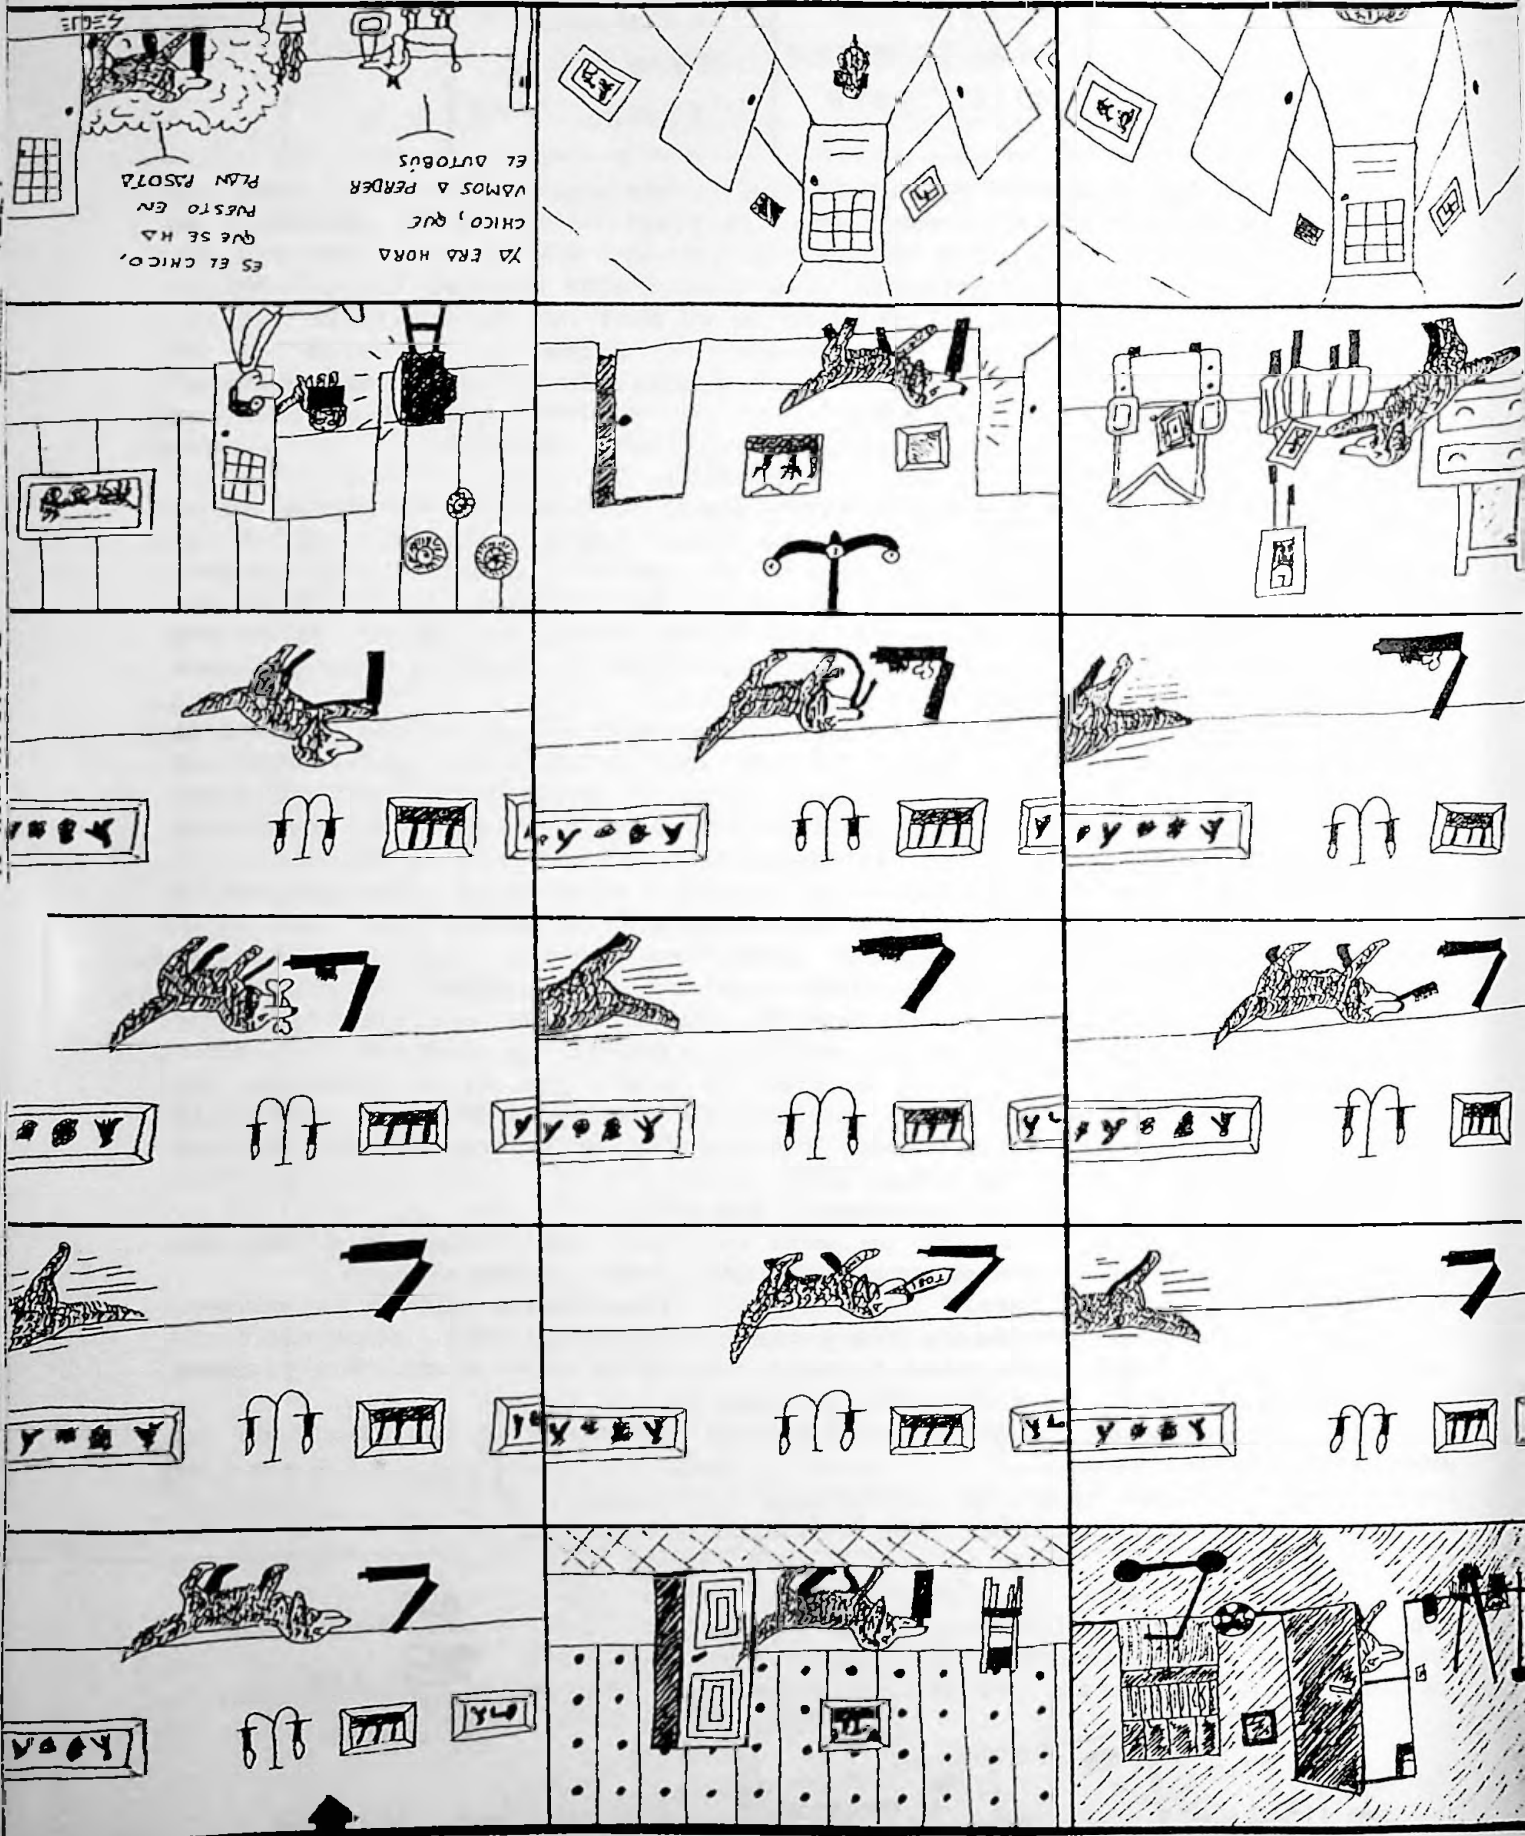 TOBI
YA ERA HORA
CHICO, QUE
VAMOS A PERDER
EL AUTOBÚS
ES EL CHICO,
QUE SE HA
PUESTO EN
PLAN PASOTA